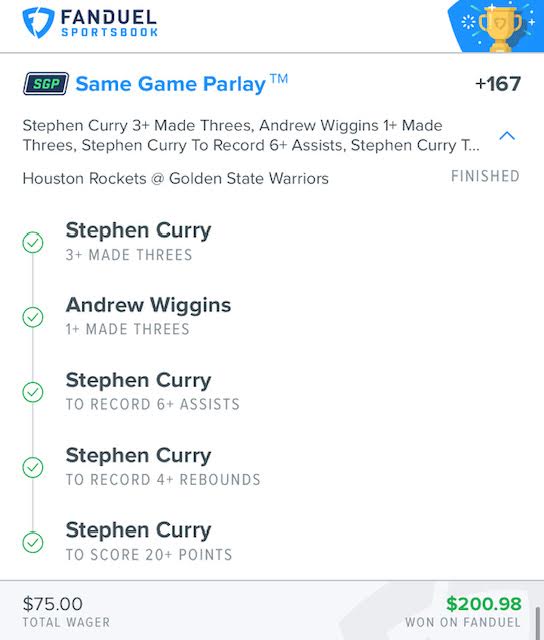 FANDUEL
SPORTSBOOK
SGP Same Game Parlay™ +167
Stephen Curry 3+ Made Threes, Andrew Wiggins 1+ Made
Threes, Stephen Curry To Record 6+ Assists, Stephen Curry T...
Houston Rockets @ Golden State Warriors FINISHED
Stephen Curry
3+ MADE THREES
Andrew Wiggins
1+ MADE THREES
Stephen Curry
TO RECORD 6+ ASSISTS
Stephen Curry
TO RECORD 4+ REBOUNDS
Stephen Curry
TO SCORE 20+ POINTS
$75.00 $200.98
TOTAL WAGER WON ON FANDUEL